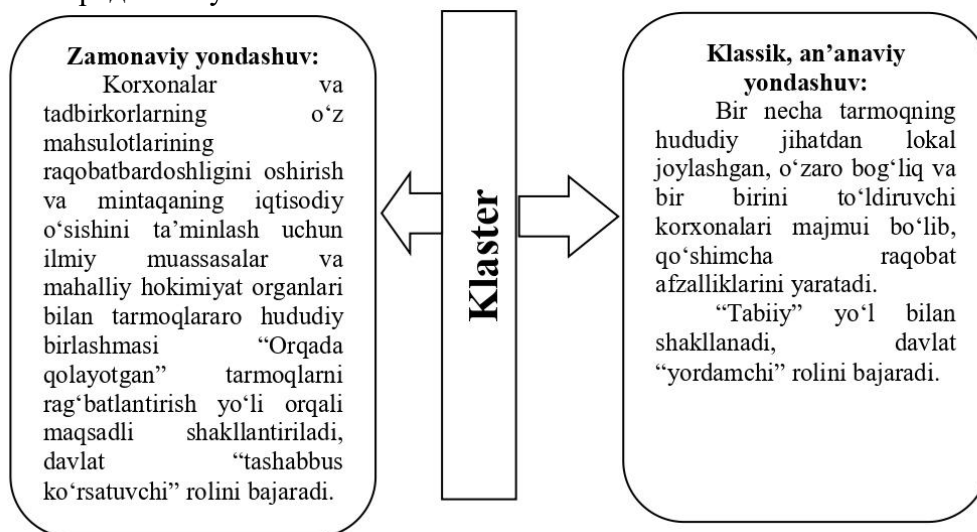 Zamonaviy yondashuv:
Korxonalar va
tadbirkorlarning o‘z
mahsulotlarining
raqobatbardoshligini oshirish
va mintaqaning iqtisodiy
o‘sishini ta’minlash uchun
ilmiy muassasalar va
mahalliy hokimiyat organlari
bilan tarmoqlararo hududiy
birlashmasi “Orqada
qolayotgan” tarmoqlarni
rag‘batlantirish yo‘li orqali
maqsadli shakllantiriladi,
davlat “tashabbus
ko‘rsatuvchi” rolini bajaradi.
Klaster
Klassik, an’anaviy
yondashuv:
Bir necha tarmoqning
hududiy jihatdan lokal
joylashgan, o‘zaro bog‘liq va
bir birini to‘ldiruvchi
korxonalari majmui bo‘lib,
qo‘shimcha raqobat
afzalliklarini yaratadi.
“Tabiiy” yo‘l bilan
shakllanadi, davlat
“yordamchi” rolini bajaradi.